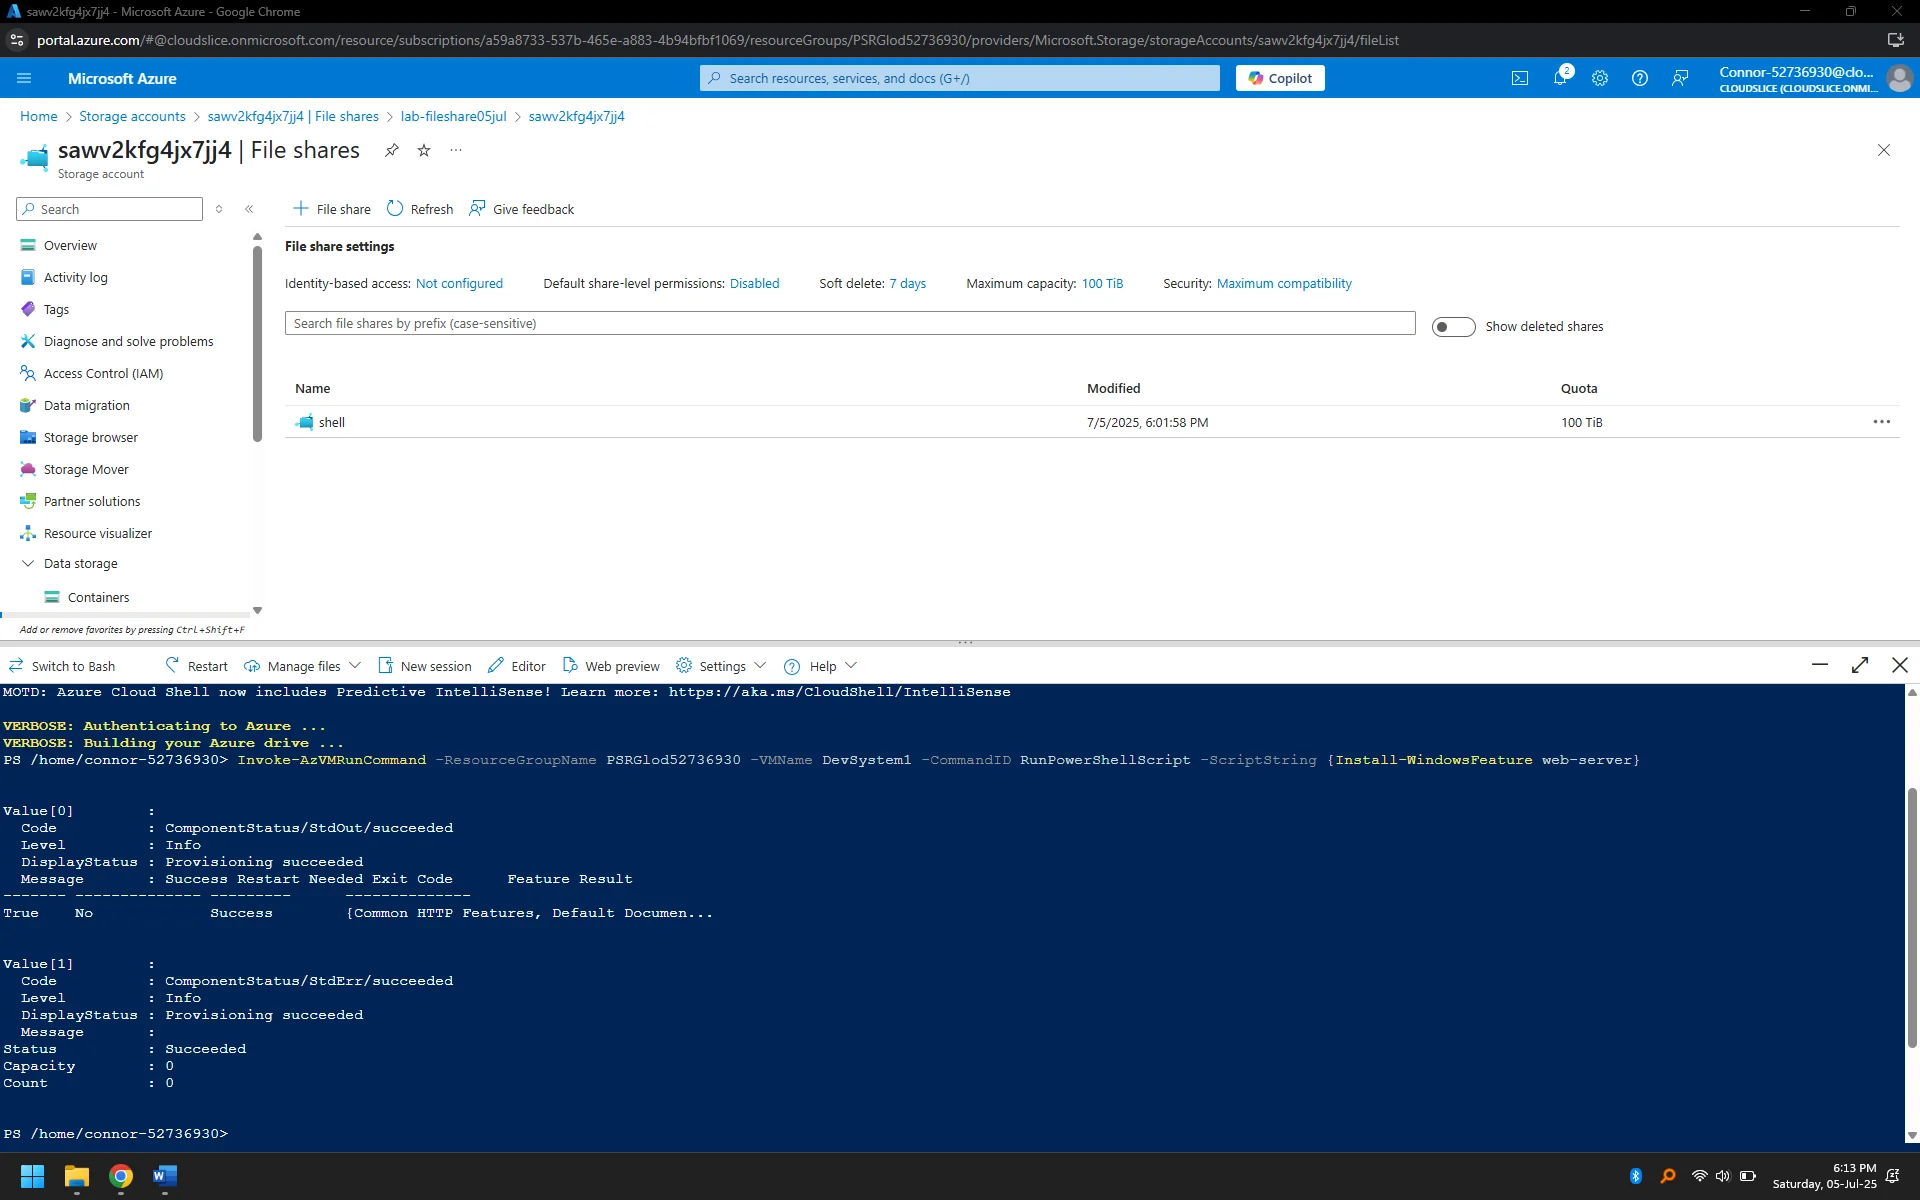 sawv2kfg4jx7jj4 - Microsoft Azure - Google Chrome
portal.azure.com/#@cloudslice.onmicrosoft.com/resource/subscriptions/a59a8733-537b-465e-a883-4b94bfbf1069/resourceGroups/PSRGlod52736930/providers/Microsoft.Storage/storageAccounts/sawv2kfg4jx7jj4/fileList
Microsoft Azure
Search resources, services, and docs (G+/)
Copilot
2
Connor-52736930@clo...
CLOUDSLICE (CLOUDSLICE.ONMI...
Home > Storage accounts > sawv2kfg4jx7jj4 | File shares > lab-fileshare05jul > sawv2kfg4jx7jj4
sawv2kfg4jx7jj4 | File shares
Storage account
Search
File share
Refresh
Give feedback
Overview
Activity log
Tags
Diagnose and solve problems
Access Control (IAM)
Data migration
Storage browser
Storage Mover
Partner solutions
Resource visualizer
Data storage
Containers
Add or remove favorites by pressing Ctrl+Shift+F
File share settings
Identity-based access: Not configured Default share-level permissions: Disabled Soft delete: 7 days Maximum capacity: 100 TiB Security: Maximum compatibility
Search file shares by prefix (case-sensitive)
Show deleted shares
Name Modified Quota
shell 7/5/2025, 6:01:58 PM 100 TiB
Switch to Bash Restart Manage files New session Editor Web preview Settings Help
MOTD: Azure Cloud Shell now includes Predictive IntelliSense! Learn more: https://aka.ms/CloudShell/IntelliSense
VERBOSE: Authenticating to Azure ...
VERBOSE: Building your Azure drive ...
PS /home/connor-52736930> Invoke-AzVMRunCommand -ResourceGroupName PSRGlod52736930 -VMName DevSystem1 -CommandID RunPowerShellScript -ScriptString {Install-WindowsFeature web-server}
Value[0] :
Code : ComponentStatus/StdOut/succeeded
Level : Info
DisplayStatus : Provisioning succeeded
Message : Success Restart Needed Exit Code Feature Result
------- -------------- --------- --------------
True No Success {Common HTTP Features, Default Documen...
Value[1] :
Code : ComponentStatus/StdErr/succeeded
Level : Info
DisplayStatus : Provisioning succeeded
Message :
Status : Succeeded
Capacity : 0
Count : 0
PS /home/connor-52736930>
6:13 PM
Saturday, 05-Jul-25